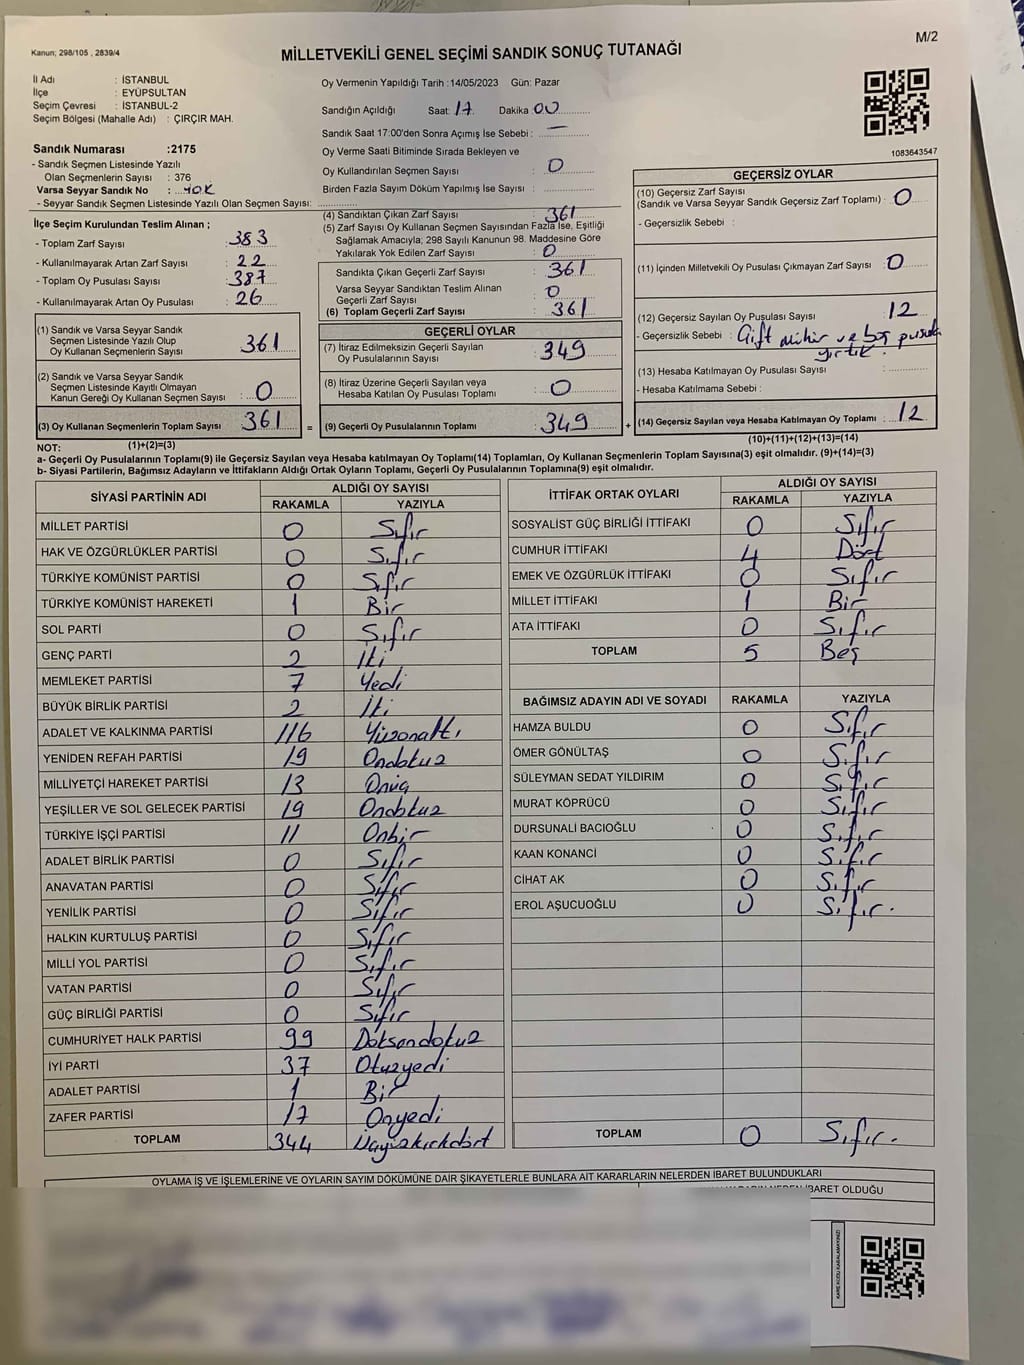 Kanun; 298/105 , 2839/4
M/2
MİLLETVEKİLİ GENEL SEÇİMİ SANDIK SONUÇ TUTANAĞI
İl Adı : İSTANBUL
İlçe : EYÜPSULTAN
Seçim Çevresi : İSTANBUL-2
Seçim Bölgesi (Mahalle Adı) : ÇIRÇIR MAH.
Oy Vermenin Yapıldığı Tarih :14/05/2023 Gün: Pazar
Sandığın Açıldığı Saat: 17 Dakika 00
Sandık Saat 17:00'den Sonra Açılmış İse Sebebi : —
Oy Verme Saati Bitiminde Sırada Bekleyen ve
Oy Kullandırılan Seçmen Sayısı : 0
Birden Fazla Sayım Döküm Yapılmış İse Sayısı :
1083643547
Sandık Numarası :2175
- Sandık Seçmen Listesinde Yazılı
Olan Seçmenlerin Sayısı : 376
Varsa Seyyar Sandık No : YOK
- Seyyar Sandık Seçmen Listesinde Yazılı Olan Seçmen Sayısı:
İlçe Seçim Kurulundan Teslim Alınan ;
- Toplam Zarf Sayısı : 383
- Kullanılmayarak Artan Zarf Sayısı : 22
- Toplam Oy Pusulası Sayısı : 387
- Kullanılmayarak Artan Oy Pusulası : 26
(1) Sandık ve Varsa Seyyar Sandık
Seçmen Listesinde Yazılı Olup
Oy Kullanan Seçmenlerin Sayısı : 361
(2) Sandık ve Varsa Seyyar Sandık
Seçmen Listesinde Kayıtlı Olmayan
Kanun Gereği Oy Kullanan Seçmen Sayısı : 0
(3) Oy Kullanan Seçmenlerin Toplam Sayısı : 361
(1)+(2)=(3)
(4) Sandıktan Çıkan Zarf Sayısı : 361
(5) Zarf Sayısı Oy Kullanan Seçmen Sayısından Fazla İse, Eşitliği
Sağlamak Amacıyla; 298 Sayılı Kanunun 98. Maddesine Göre
Yakılarak Yok Edilen Zarf Sayısı : 0
Sandıkta Çıkan Geçerli Zarf Sayısı : 361
Varsa Seyyar Sandıktan Teslim Alınan
Geçerli Zarf Sayısı : 0
(6) Toplam Geçerli Zarf Sayısı : 361
GEÇERLİ OYLAR
(7) İtiraz Edilmeksizin Geçerli Sayılan
Oy Pusulalarının Sayısı : 349
(8) İtiraz Üzerine Geçerli Sayılan veya
Hesaba Katılan Oy Pusulası Toplamı : 0
= (9) Geçerli Oy Pusulalarının Toplamı : 349
GEÇERSİZ OYLAR
(10) Geçersiz Zarf Sayısı
(Sandık ve Varsa Seyyar Sandık Geçersiz Zarf Toplamı) : 0
- Geçersizlik Sebebi :
(11) İçinden Milletvekili Oy Pusulası Çıkmayan Zarf Sayısı : 0
(12) Geçersiz Sayılan Oy Pusulası Sayısı : 12
- Geçersizlik Sebebi : Çift mühür ve boş pusula
yırtık.
(13) Hesaba Katılmayan Oy Pusulası Sayısı :
- Hesaba Katılmama Sebebi :
+ (14) Geçersiz Sayılan veya Hesaba Katılmayan Oy Toplamı : 12
(10)+(11)+(12)+(13)=(14)
NOT:
a- Geçerli Oy Pusulalarının Toplamı(9) ile Geçersiz Sayılan veya Hesaba katılmayan Oy Toplamı(14) Toplamları, Oy Kullanan Seçmenlerin Toplam Sayısına(3) eşit olmalıdır. (9)+(14)=(3)
b- Siyasi Partilerin, Bağımsız Adayların ve İttifakların Aldığı Ortak Oyların Toplamı, Geçerli Oy Pusulalarının Toplamına(9) eşit olmalıdır.
SİYASİ PARTİNİN ADI ALDIĞI OY SAYISI
RAKAMLA YAZIYLA
MİLLET PARTİSİ 0 Sıfır
HAK VE ÖZGÜRLÜKLER PARTİSİ 0 Sıfır
TÜRKİYE KOMÜNİST PARTİSİ 0 Sıfır
TÜRKİYE KOMÜNİST HAREKETİ 1 Bir
SOL PARTİ 0 Sıfır
GENÇ PARTİ 2 İki
MEMLEKET PARTİSİ 7 Yedi
BÜYÜK BİRLİK PARTİSİ 2 İki
ADALET VE KALKINMA PARTİSİ 116 Yüzonaltı
YENİDEN REFAH PARTİSİ 19 Ondokuz
MİLLİYETÇİ HAREKET PARTİSİ 13 Onüç
YEŞİLLER VE SOL GELECEK PARTİSİ 19 Ondokuz
TÜRKİYE İŞÇİ PARTİSİ 11 Onbir
ADALET BİRLİK PARTİSİ 0 Sıfır
ANAVATAN PARTİSİ 0 Sıfır
YENİLİK PARTİSİ 0 Sıfır
HALKIN KURTULUŞ PARTİSİ 0 Sıfır
MİLLİ YOL PARTİSİ 0 Sıfır
VATAN PARTİSİ 0 Sıfır
GÜÇ BİRLİĞİ PARTİSİ 0 Sıfır
CUMHURİYET HALK PARTİSİ 99 Doksandokuz
İYİ PARTİ 37 Otuzyedi
ADALET PARTİSİ 1 Bir
ZAFER PARTİSİ 17 Onyedi
TOPLAM 344 Üçyüzkırkdört
İTTİFAK ORTAK OYLARI ALDIĞI OY SAYISI
RAKAMLA YAZIYLA
SOSYALİST GÜÇ BİRLİĞİ İTTİFAKI 0 Sıfır
CUMHUR İTTİFAKI 4 Dört
EMEK VE ÖZGÜRLÜK İTTİFAKI 0 Sıfır
MİLLET İTTİFAKI 1 Bir
ATA İTTİFAKI 0 Sıfır
TOPLAM 5 Beş
BAĞIMSIZ ADAYIN ADI VE SOYADI RAKAMLA YAZIYLA
HAMZA BULDU 0 Sıfır
ÖMER GÖNÜLTAŞ 0 Sıfır
SÜLEYMAN SEDAT YILDIRIM 0 Sıfır
MURAT KÖPRÜCÜ 0 Sıfır
DURSUNALİ BACIOĞLU 0 Sıfır
KAAN KONANCİ 0 Sıfır
CİHAT AK 0 Sıfır
EROL AŞUCUOĞLU 0 Sıfır.
TOPLAM 0 Sıfır.
OYLAMA İŞ VE İŞLEMLERİNE VE OYLARIN SAYIM DÖKÜMÜNE DAİR ŞİKAYETLERLE BUNLARA AİT KARARLARIN NELERDEN İBARET BULUNDUKLARI
İBARET OLDUĞU
KARE KODU KARALAMAYINIZ!